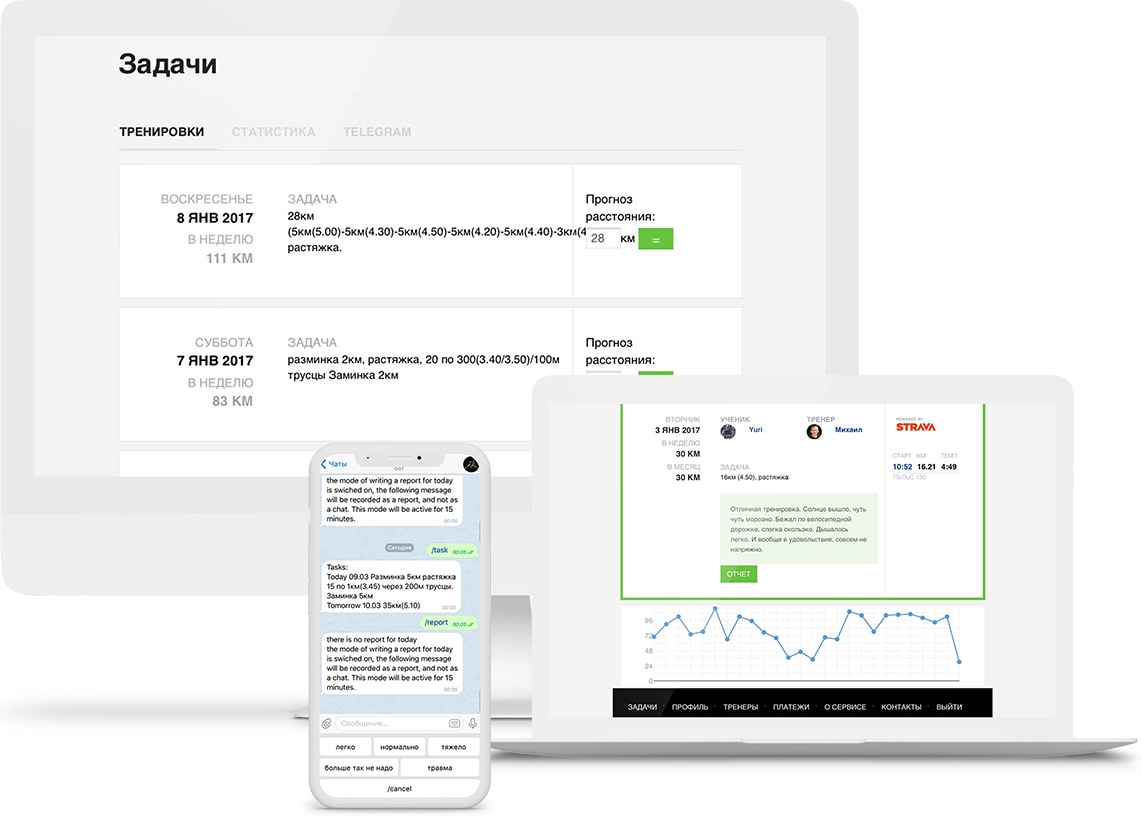 Задачи
ТРЕНИРОВКИ СТАТИСТИКА TELEGRAM
ВОСКРЕСЕНЬЕ
8 ЯНВ 2017
В НЕДЕЛЮ
111 КМ
ЗАДАЧА
28км
(5км(5.00)-5км(4.30)-5км(4.50)-5км(4.20)-5км(4.40)-3км(4
растяжка.
Прогноз
расстояния:
28 км =
СУББОТА
7 ЯНВ 2017
В НЕДЕЛЮ
83 КМ
ЗАДАЧА
разминка 2км, растяжка, 20 по 300(3.40/3.50)/100м
трусцы Заминка 2км
Прогноз
расстояния:
Чаты
bot
the mode of writing a report for today
is swiched on, the following message
will be recorded as a report, and not as
a chat. This mode will be active for 15
minutes.
00:05
Сегодня
/task 00:05
Tasks:
Today 09.03 Разминка 5км растяжка
15 по 1км(3.45) через 200м трусцы.
Заминка 5км
Tomorrow 10.03 35км(5.10)
00:05
/report 00:05
there is no report for today
the mode of writing a report for today
is swiched on, the following message
will be recorded as a report, and not as
a chat. This mode will be active for 15
minutes.
00:05
Сообщение...
легко нормально тяжело
больше так не надо травма
/cancel
ВТОРНИК
3 ЯНВ 2017
В НЕДЕЛЮ
30 КМ
В МЕСЯЦ
30 КМ
УЧЕНИК
Yuri
ТРЕНЕР
Михаил
ЗАДАЧА
16км (4.50), растяжка
Отличная тренировка. Солнце вышло, чуть
чуть морозно. Бежал по велосипедной
дорожке, слегка скользко. Дышалось
легко. И вообще в удовольствие, совсем не
напряжно.
ОТЧЕТ
POWERED BY
STRAVA
СТАРТ КМ ТЕМП
10:52 16.21 4:49
ПУЛЬС 130
96
72
48
24
0
ЗАДАЧИ ПРОФИЛЬ ТРЕНЕРЫ ПЛАТЕЖИ О СЕРВИСЕ КОНТАКТЫ ВЫЙТИ